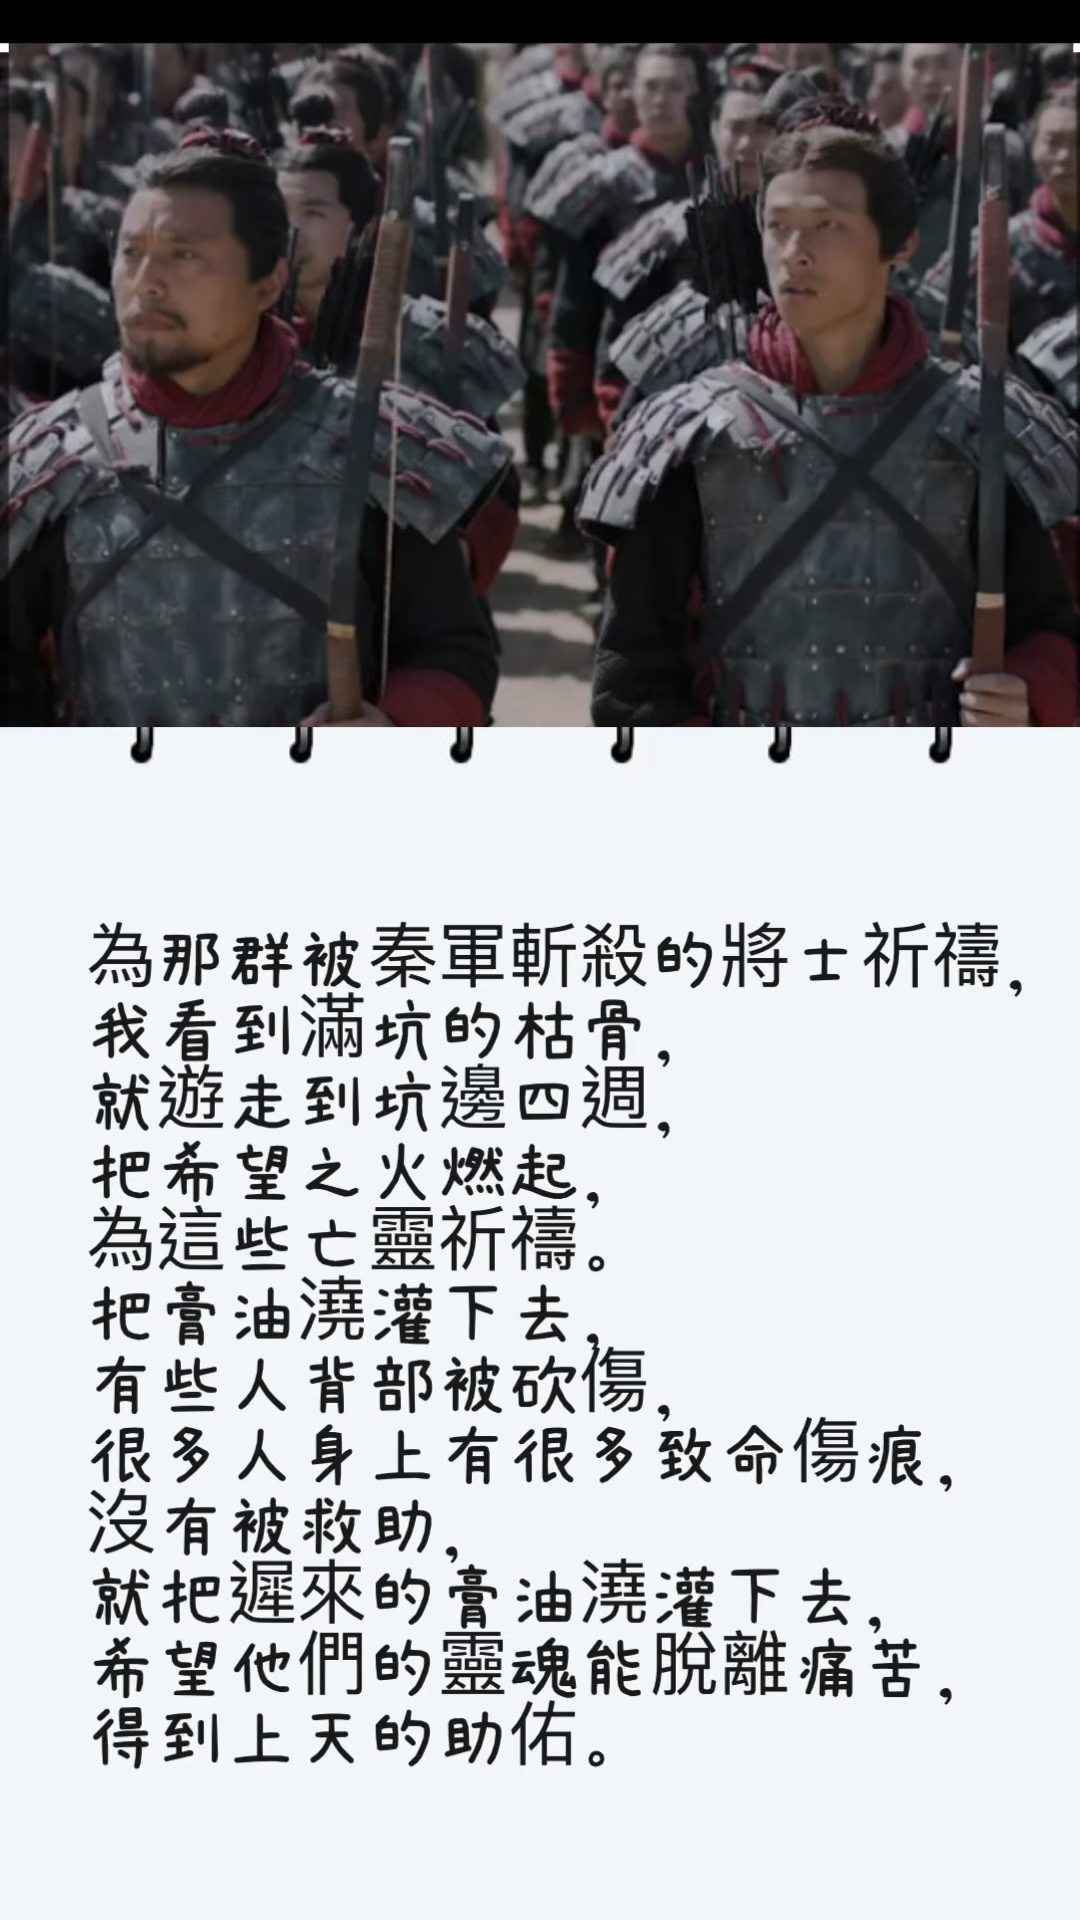 為那群被秦軍斬殺的將士祈禱,
我看到滿坑的枯骨,
就遊走到坑邊四週,
把希望之火燃起,
為這些亡靈祈禱。
把膏油澆灌下去,
有些人背部被砍傷,
很多人身上有很多致命傷痕,
沒有被救助,
就把遲來的膏油澆灌下去,
希望他們的靈魂能脫離痛苦,
得到上天的助佑。